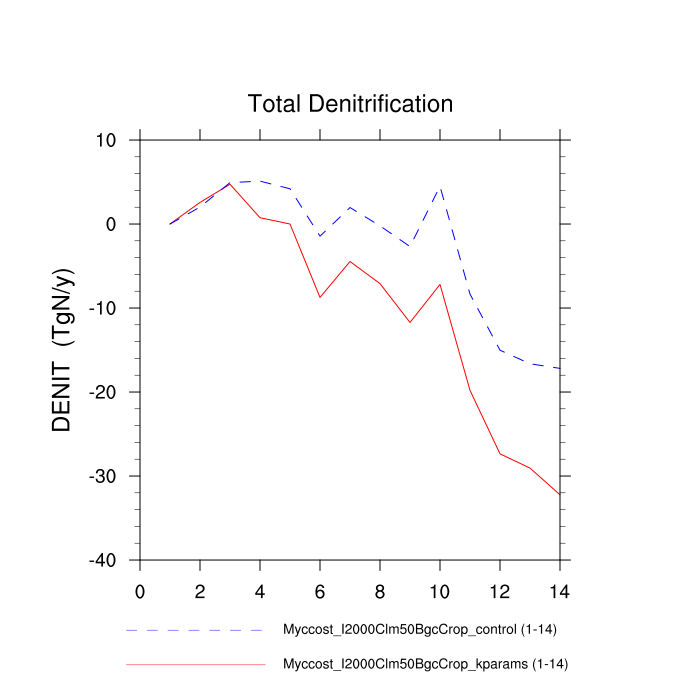 Total Denitrification
DENIT (TgN/y)
10
0
-10
-20
-30
-40
0 2 4 6 8 10 12 14
Myccost_I2000Clm50BgcCrop_control (1-14)
Myccost_I2000Clm50BgcCrop_kparams (1-14)